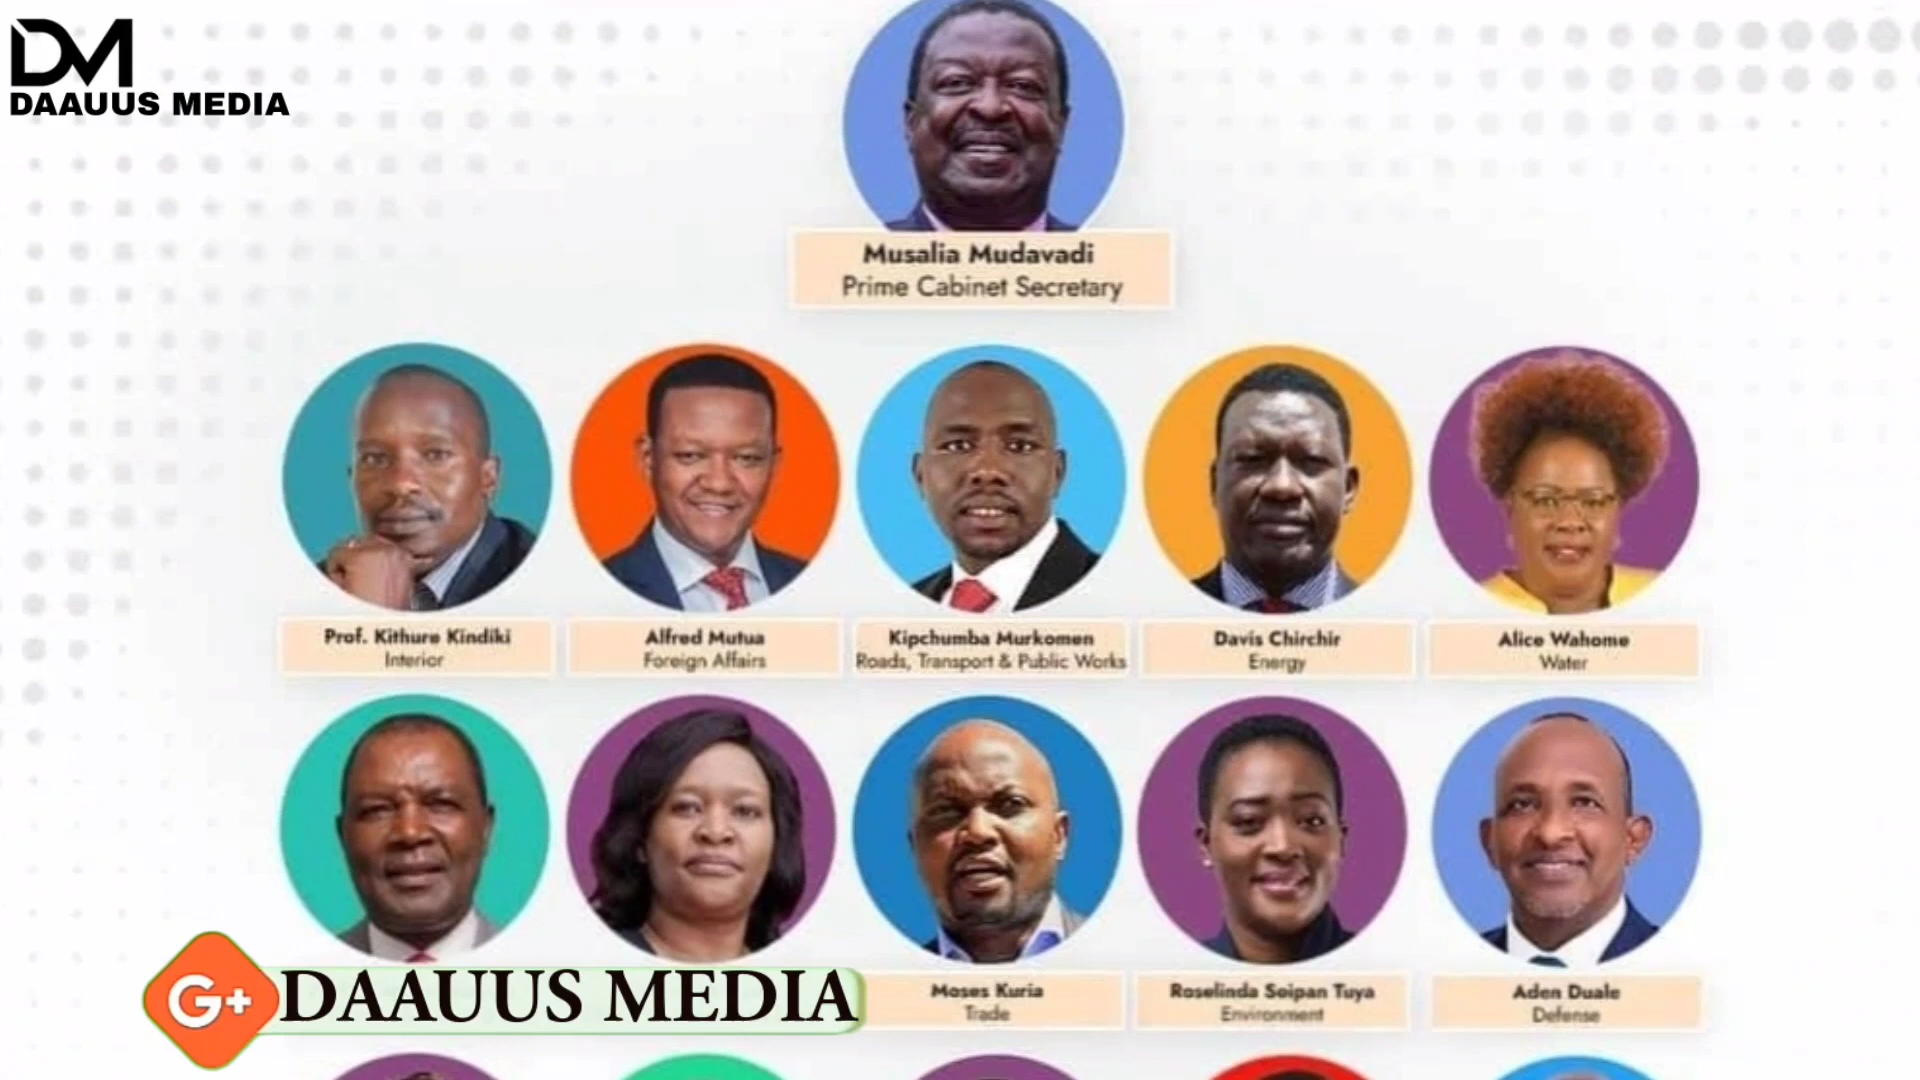 DM
DAAUUS MEDIA
Musalia Mudavadi
Prime Cabinet Secretary
Prof. Kithure Kindiki
Interior
Alfred Mutua
Foreign Affairs
Kipchumba Murkomen
Roads, Transport & Public Works
Davis Chirchir
Energy
Alice Wahome
Water
G+
DAAUUS MEDIA
Moses Kuria
Trade
Roselinda Soipan Tuya
Environment
Aden Duale
Defense